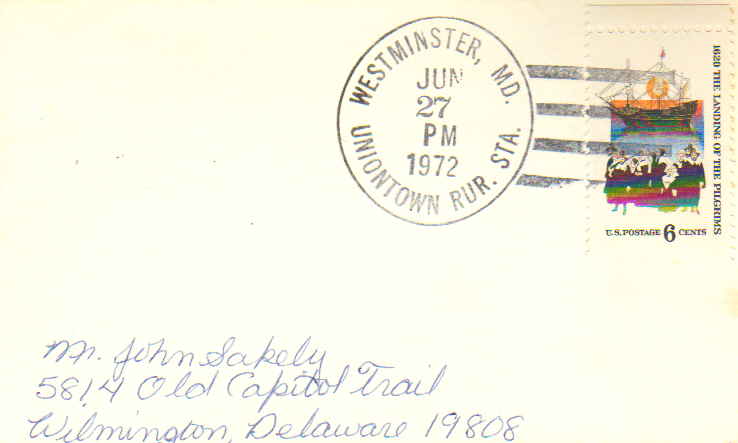 WESTMINSTER, MD.
JUN
27
PM
1972
UNIONTOWN RUR. STA.
1620 THE LANDING OF THE PILGRIMS
U.S. POSTAGE 6 CENTS
Mr. John Sakely
5814 Old Capitol Trail
Wilmington, Delaware 19808